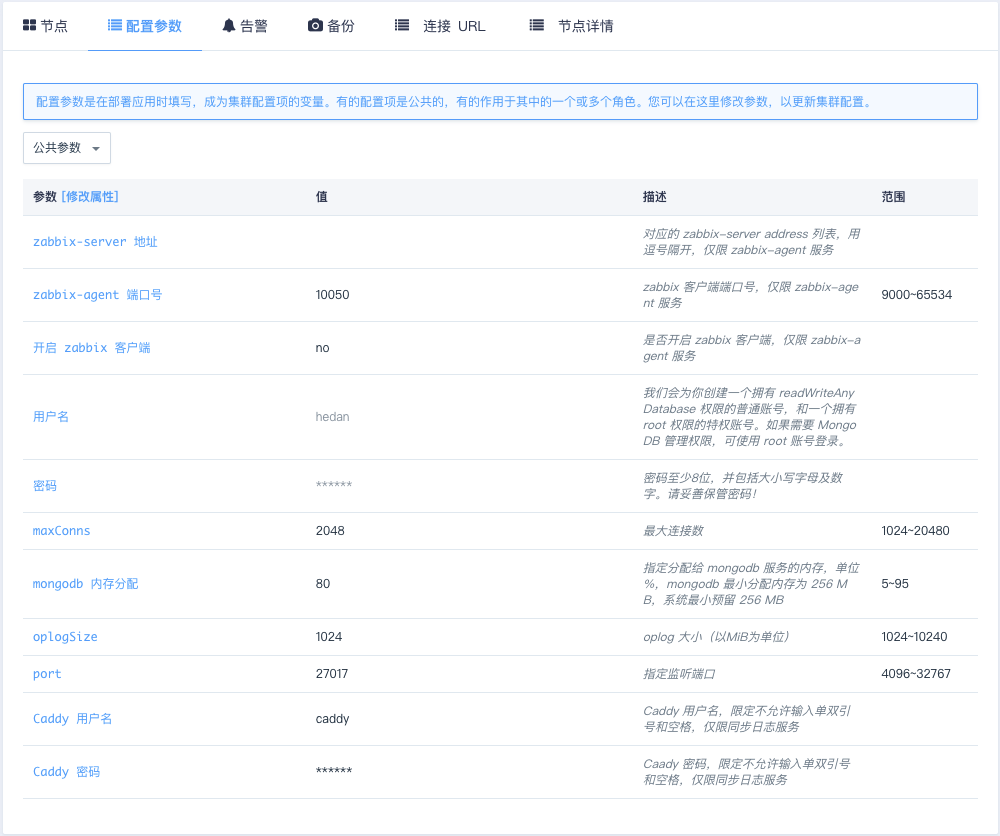 节点 配置参数 告警 备份 连接 URL 节点详情
配置参数是在部署应用时填写，成为集群配置项的变量。有的配置项是公共的，有的作用于其中的一个或多个角色。您可以在这里修改参数，以更新集群配置。
公共参数
参数 [修改属性] 值 描述 范围
zabbix-server 地址
对应的 zabbix-server address 列表，用
逗号隔开，仅限 zabbix-agent 服务
zabbix-agent 端口号 10050
zabbix 客户端端口号，仅限 zabbix-age
nt 服务
9000~65534
开启 zabbix 客户端 no
是否开启 zabbix 客户端，仅限 zabbix-a
gent 服务
用户名 hedan
我们会为你创建一个拥有 readWriteAny
Database 权限的普通账号，和一个拥有
root 权限的特权账号。如果需要 Mongo
DB 管理权限，可使用 root 账号登录。
密码 ******
密码至少8位，并包括大小写字母及数
字。请妥善保管密码！
maxConns 2048 最大连接数 1024~20480
mongodb 内存分配 80
指定分配给 mongodb 服务的内存，单位
%，mongodb 最小分配内存为 256 M
B，系统最小预留 256 MB
5~95
oplogSize 1024 oplog 大小（以MiB为单位） 1024~10240
port 27017 指定监听端口 4096~32767
Caddy 用户名 caddy
Caddy 用户名，限定不允许输入单双引
号和空格，仅限同步日志服务
Caddy 密码 ******
Caady 密码，限定不允许输入单双引号
和空格，仅限同步日志服务